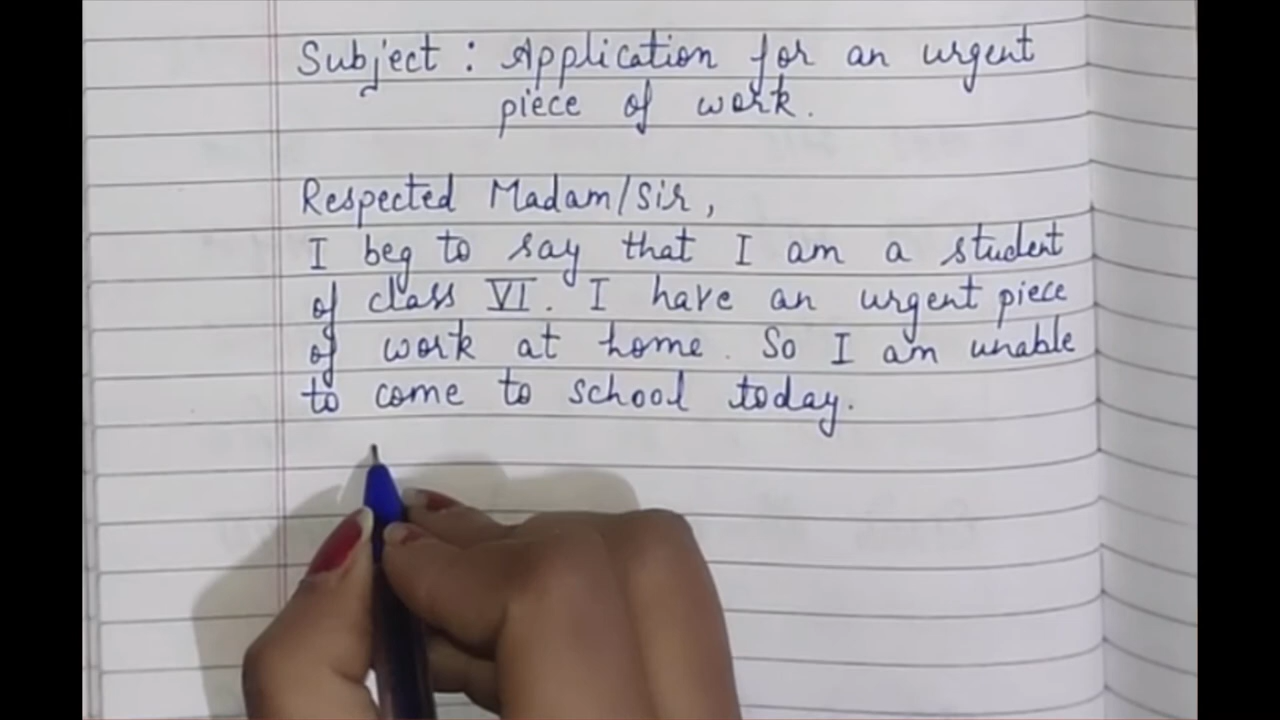 Subject : Application for an urgent
piece of work.
Respected Madam/Sir,
I beg to say that I am a student
of class VI. I have an urgent piece
of work at home. So I am unable
to come to school today.